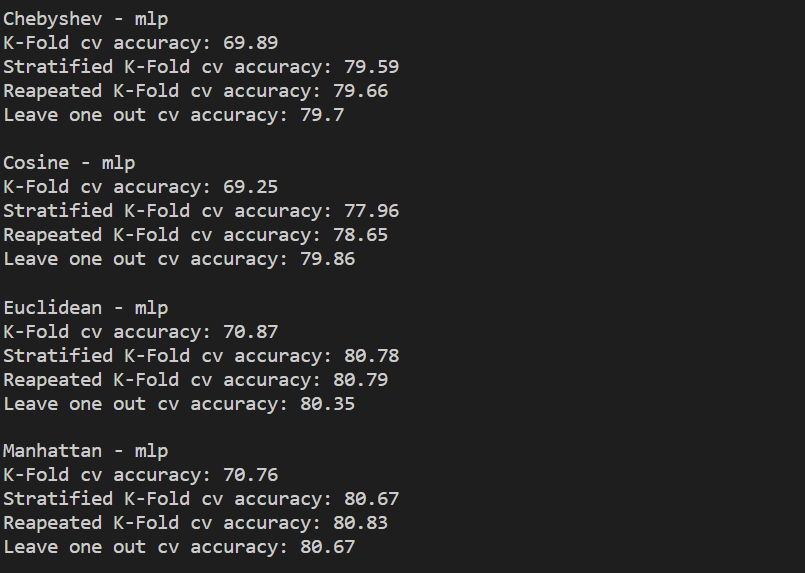 Chebyshev - mlp
K-Fold cv accuracy: 69.89
Stratified K-Fold cv accuracy: 79.59
Reapeated K-Fold cv accuracy: 79.66
Leave one out cv accuracy: 79.7
Cosine - mlp
K-Fold cv accuracy: 69.25
Stratified K-Fold cv accuracy: 77.96
Reapeated K-Fold cv accuracy: 78.65
Leave one out cv accuracy: 79.86
Euclidean - mlp
K-Fold cv accuracy: 70.87
Stratified K-Fold cv accuracy: 80.78
Reapeated K-Fold cv accuracy: 80.79
Leave one out cv accuracy: 80.35
Manhattan - mlp
K-Fold cv accuracy: 70.76
Stratified K-Fold cv accuracy: 80.67
Reapeated K-Fold cv accuracy: 80.83
Leave one out cv accuracy: 80.67